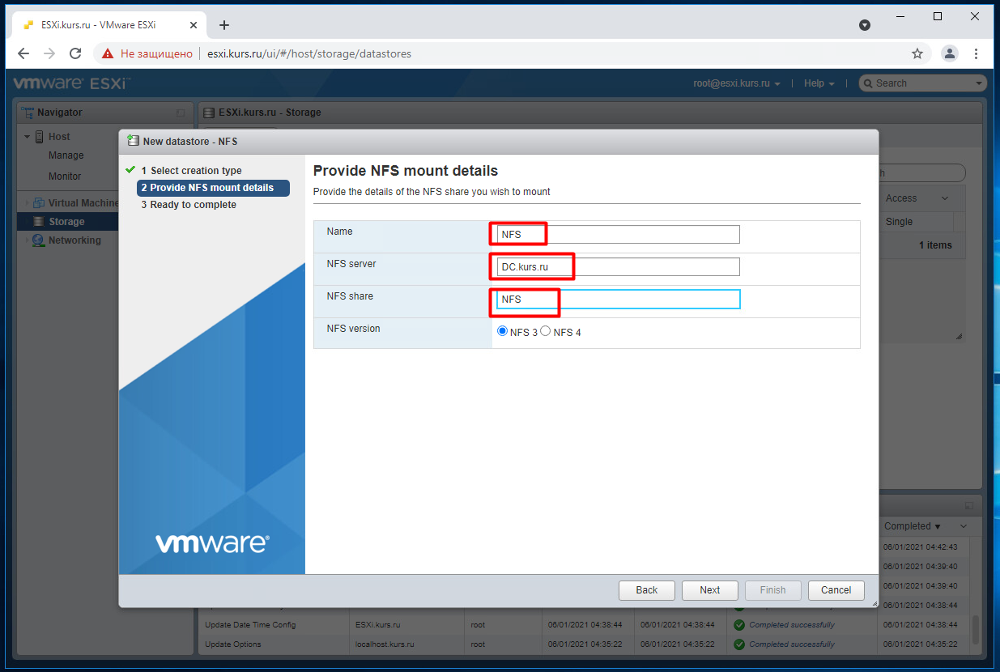 ESXi.kurs.ru - VMware ESXi
Не защищено
esxi.kurs.ru/ui/#/host/storage/datastores
vmware ESXi™
root@esxi.kurs.ru
Help
Search
Navigator
ESXi.kurs.ru - Storage
Host
Manage
Monitor
Virtual Machine
Storage
Networking
New datastore - NFS
1 Select creation type
2 Provide NFS mount details
3 Ready to complete
Provide NFS mount details
Provide the details of the NFS share you wish to mount
Name
NFS
NFS server
DC.kurs.ru
NFS share
NFS
NFS version
NFS 3
NFS 4
h
Access
Single
1 items
vmware®
Back
Next
Finish
Cancel
Completed ▼
06/01/2021 04:42:43
06/01/2021 04:39:40
06/01/2021 04:39:40
06/01/2021 04:38:44
Update Date Time Config ESXi.kurs.ru root 06/01/2021 04:38:44 06/01/2021 04:38:44 Completed successfully 06/01/2021 04:38:44
Update Options localhost.kurs.ru root 06/01/2021 04:35:22 06/01/2021 04:35:22 Completed successfully 06/01/2021 04:35:22